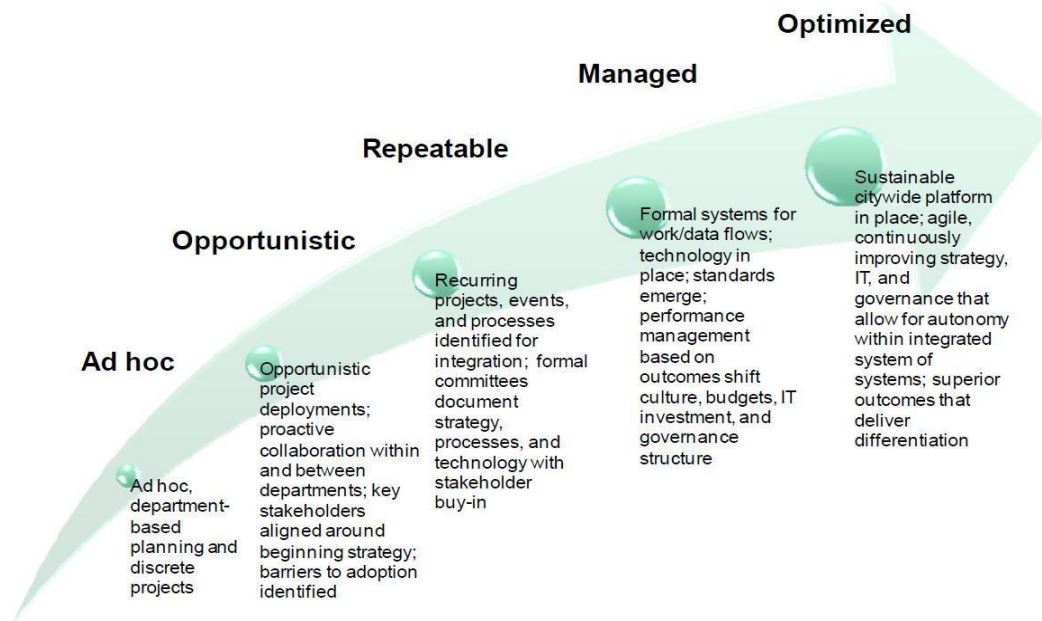 Ad hoc
Ad hoc,
department-
based
planning and
discrete
projects
Opportunistic
Opportunistic
project
deployments;
proactive
collaboration within
and between
departments; key
stakeholders
aligned around
beginning strategy;
barriers to adoption
identified
Repeatable
Recurring
projects, events,
and processes
identified for
integration; formal
committees
document
strategy,
processes, and
technology with
stakeholder
buy-in
Managed
Formal systems for
work/data flows;
technology in
place; standards
emerge;
performance
management
based on
outcomes shift
culture, budgets, IT
investment, and
governance
structure
Optimized
Sustainable
citywide platform
in place; agile,
continuously
improving strategy,
IT, and
governance that
allow for autonomy
within integrated
system of
systems; superior
outcomes that
deliver
differentiation